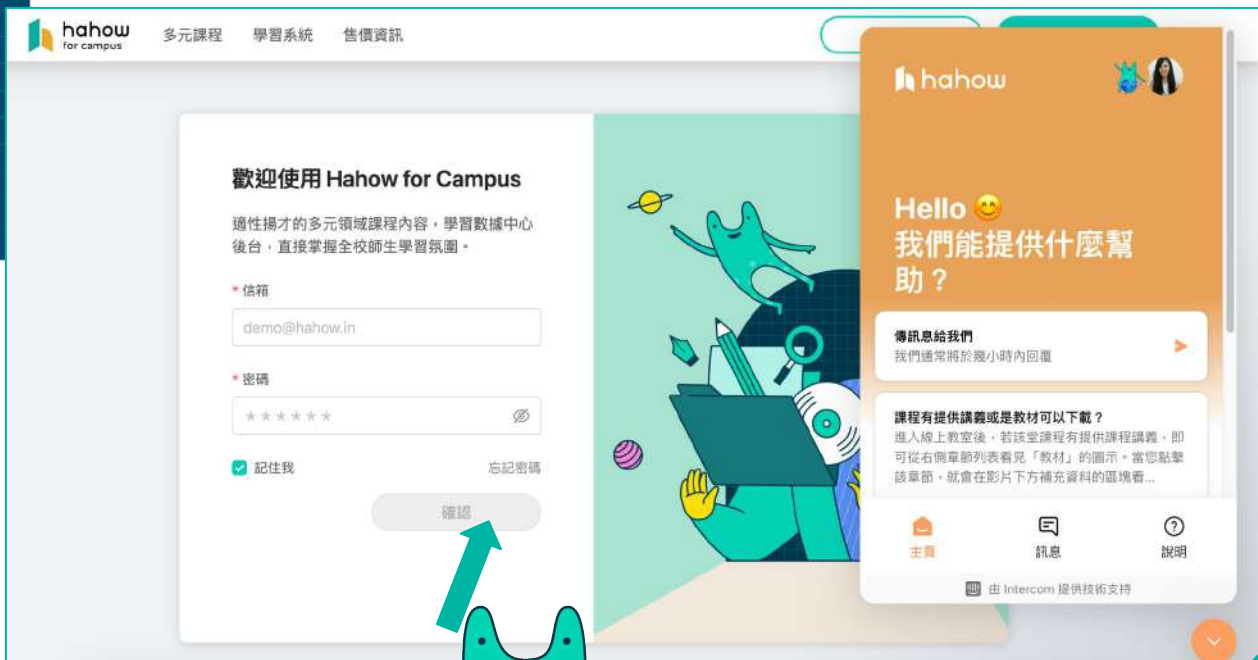 hahow
for campus
多元課程 學習系統 售價資訊
歡迎使用 Hahow for Campus
適性揚才的多元領域課程內容，學習數據中心
後台，直接掌握全校師生學習氛圍。
* 信箱
demo@hahow.in
* 密碼
******
記住我 忘記密碼
確認
hahow
Hello 😊
我們能提供什麼幫
助？
傳訊息給我們
我們通常將於幾小時內回覆
課程有提供講義或是教材可以下載？
進入線上教室後，若該堂課程有提供課程講義，即
可從右側章節列表看見「教材」的圖示。當您點擊
該章節，就會在影片下方補充資料的區塊看...
主頁 訊息 說明
由 Intercom 提供技術支持